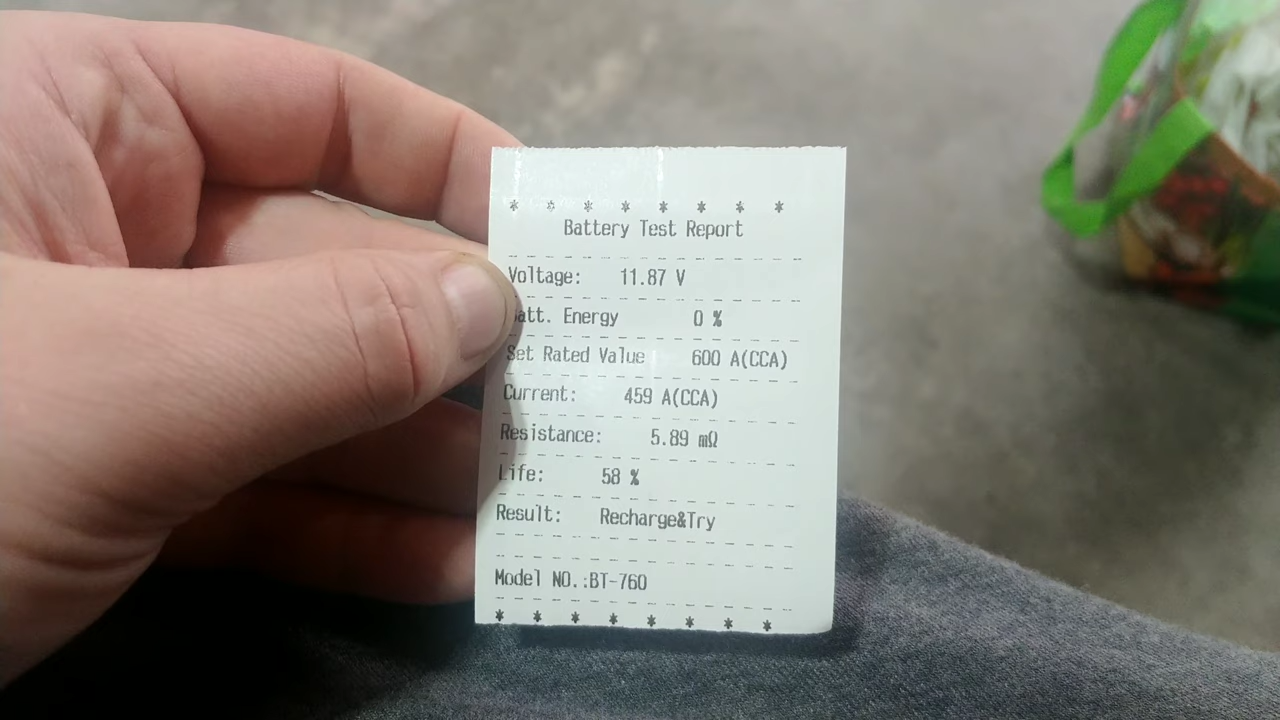 * * * * * * * *
Battery Test Report
Voltage: 11.87 V
att. Energy 0 %
Set Rated Value 600 A(CCA)
Current: 459 A(CCA)
Resistance: 5.89 mΩ
Life: 58 %
Result: Recharge&Try
Model NO.:BT-760
* * * * * * * *